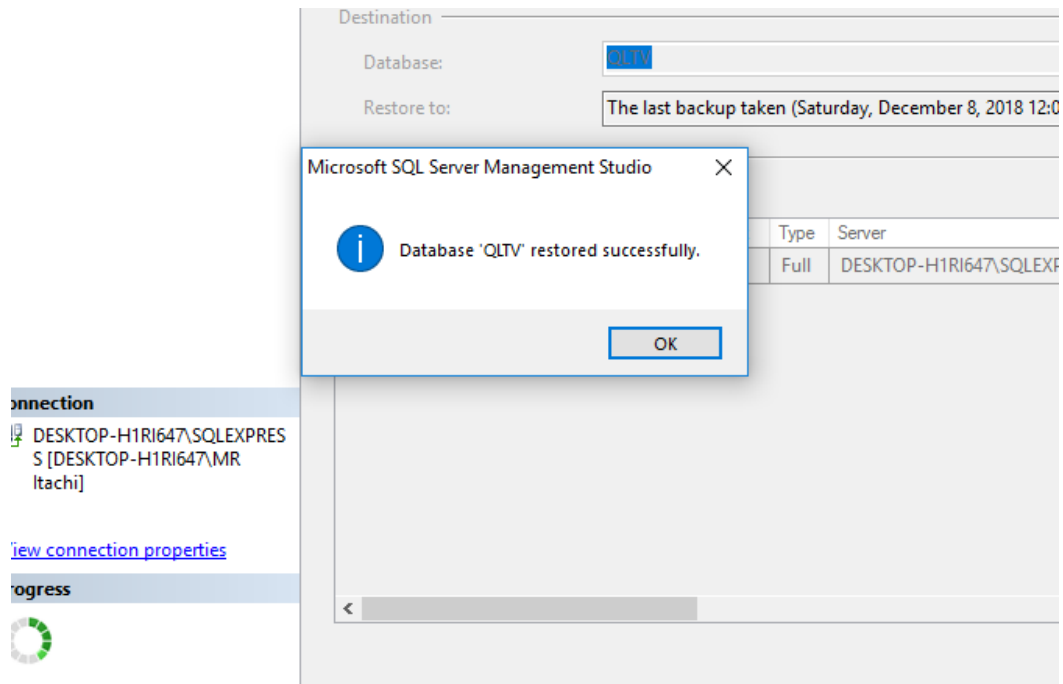 Destination
Database:
QLTV
Restore to:
The last backup taken (Saturday, December 8, 2018 12:0
Microsoft SQL Server Management Studio
Database 'QLTV' restored successfully.
OK
Type
Server
Full
DESKTOP-H1RI647\SQLEXP
onnection
DESKTOP-H1RI647\SQLEXPRES
S [DESKTOP-H1RI647\MR
Itachi]
iew connection properties
rogress